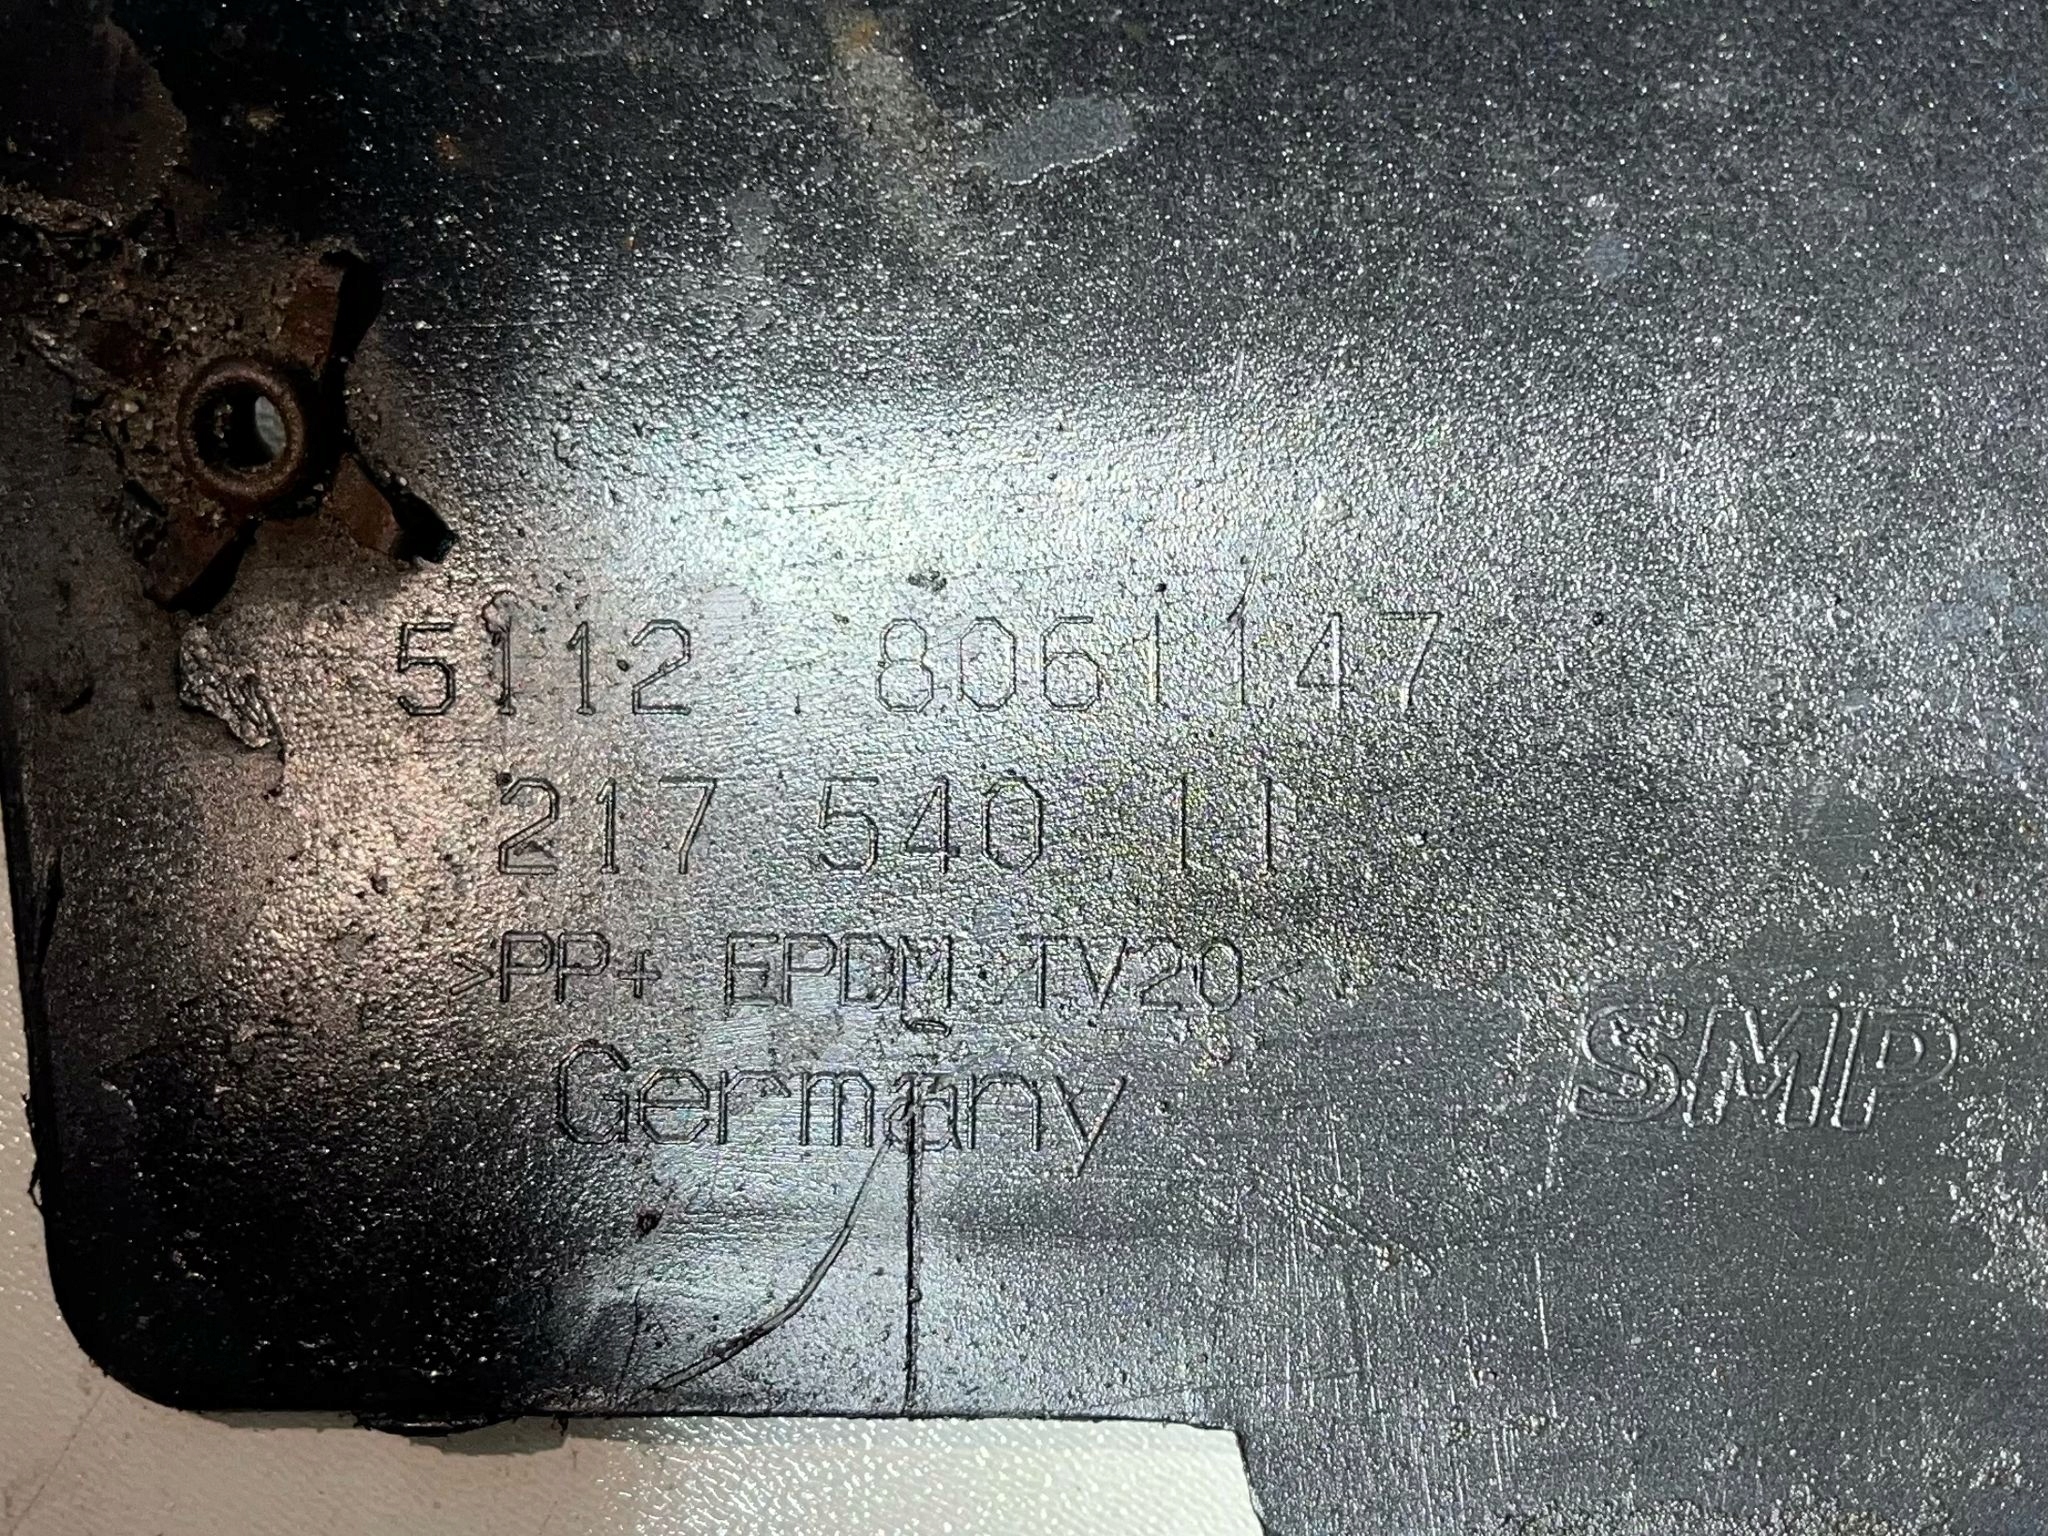 5112 8061147
217 540 11
>PP+ EPDM TV20<
Germany
SMP